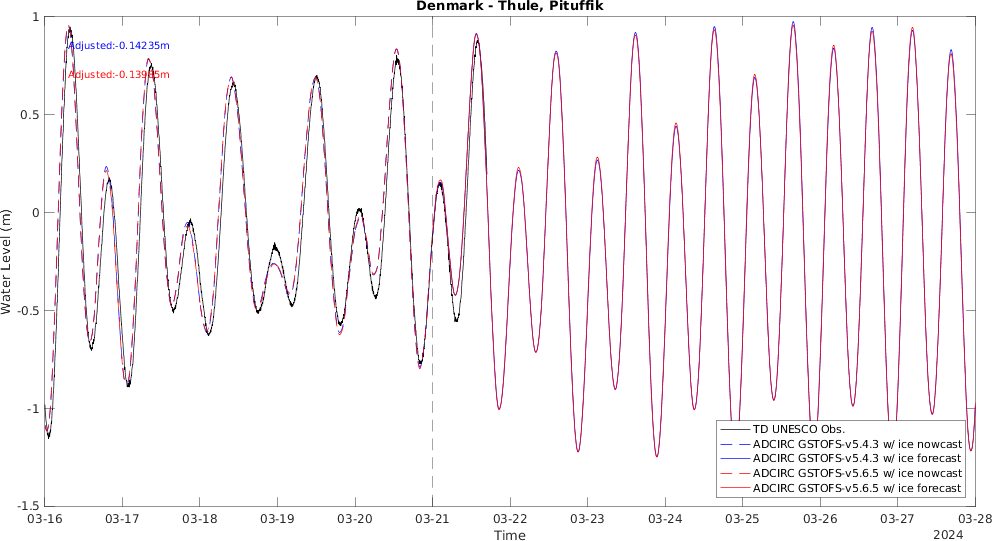 Denmark - Thule, Pituffik
1
0.5
0
-0.5
-1
-1.5
Water Level (m)
Adjusted:-0.14235m
TD UNESCO Obs.
ADCIRC GSTOFS-v5.4.3 w/ ice nowcast
ADCIRC GSTOFS-v5.4.3 w/ ice forecast
ADCIRC GSTOFS-v5.6.5 w/ ice nowcast
ADCIRC GSTOFS-v5.6.5 w/ ice forecast
03-16 03-17 03-18 03-19 03-20 03-21 03-22 03-23 03-24 03-25 03-26 03-27 03-28
Time
2024